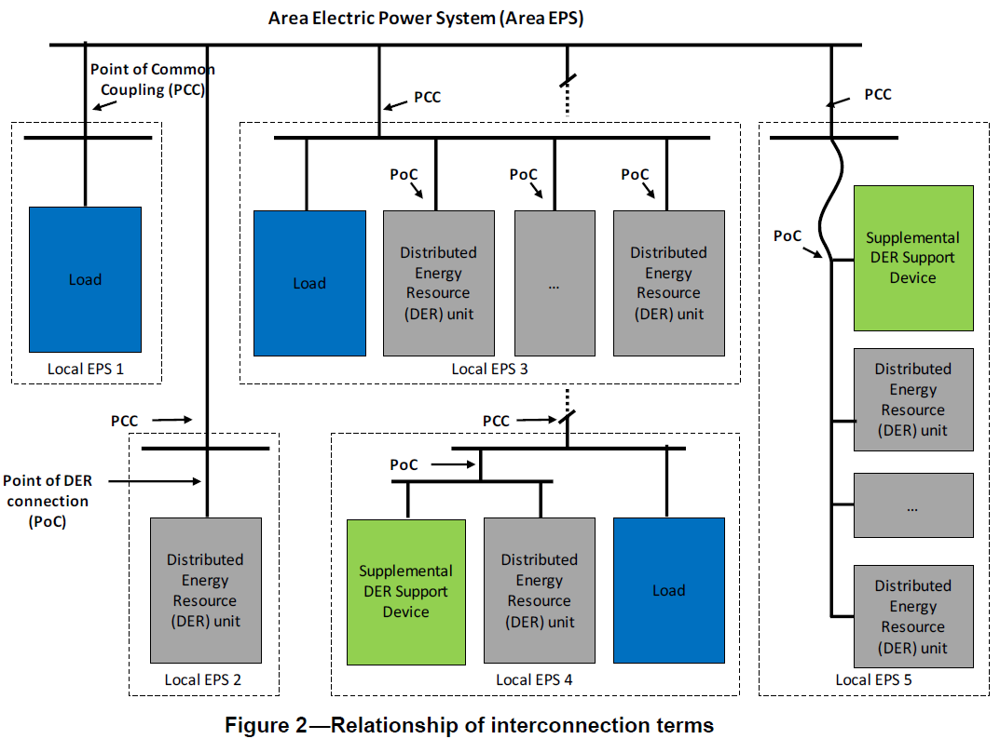 Area Electric Power System (Area EPS)
Point of Common
Coupling (PCC)
PCC
PCC
PoC
PoC
PoC
Load
Load
Distributed
Energy
Resource
(DER) unit
...
Distributed
Energy
Resource
(DER) unit
Local EPS 1
Local EPS 3
PoC
Supplemental
DER Support
Device
Distributed
Energy
Resource
(DER) unit
...
Distributed
Energy
Resource
(DER) unit
Local EPS 5
PCC
Point of DER
connection
(PoC)
Distributed
Energy
Resource
(DER) unit
Local EPS 2
PCC
PoC
Supplemental
DER Support
Device
Distributed
Energy
Resource
(DER) unit
Load
Local EPS 4
Figure 2—Relationship of interconnection terms